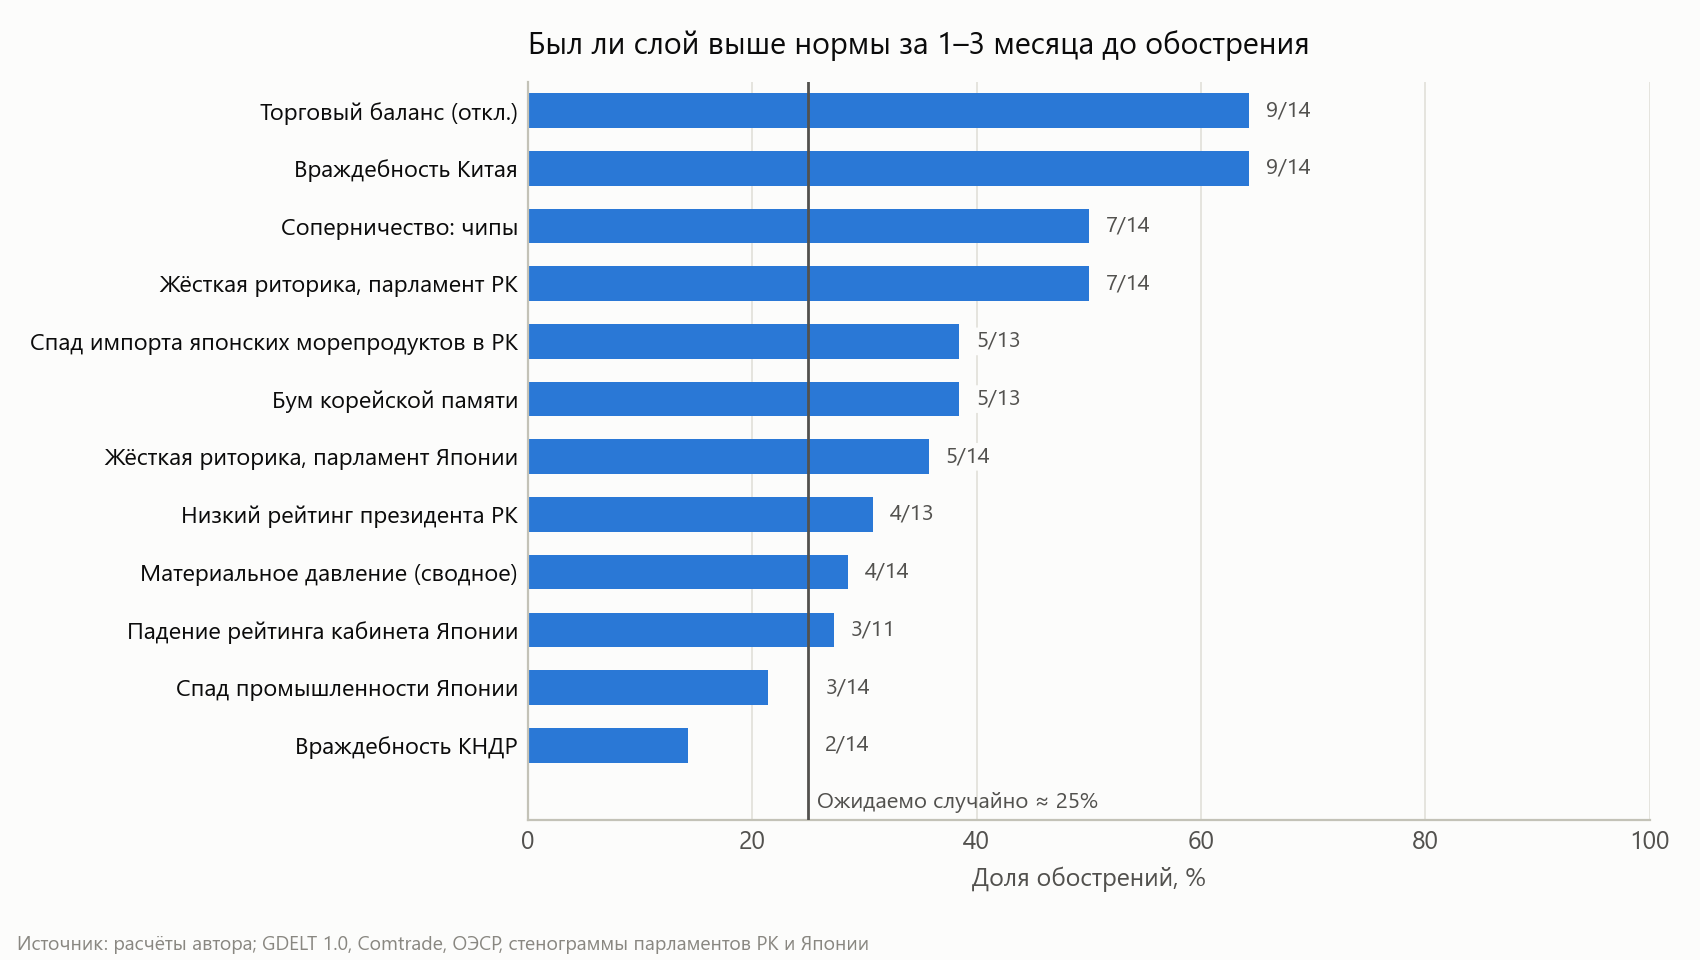 Был ли слой выше нормы за 1–3 месяца до обострения
Торговый баланс (откл.) 9/14
Враждебность Китая 9/14
Соперничество: чипы 7/14
Жёсткая риторика, парламент РК 7/14
Спад импорта японских морепродуктов в РК 5/13
Бум корейской памяти 5/13
Жёсткая риторика, парламент Японии 5/14
Низкий рейтинг президента РК 4/13
Материальное давление (сводное) 4/14
Падение рейтинга кабинета Японии 3/11
Спад промышленности Японии 3/14
Враждебность КНДР 2/14
Ожидаемо случайно ≈ 25%
0 20 40 60 80 100
Доля обострений, %
Источник: расчёты автора; GDELT 1.0, Comtrade, ОЭСР, стенограммы парламентов РК и Японии